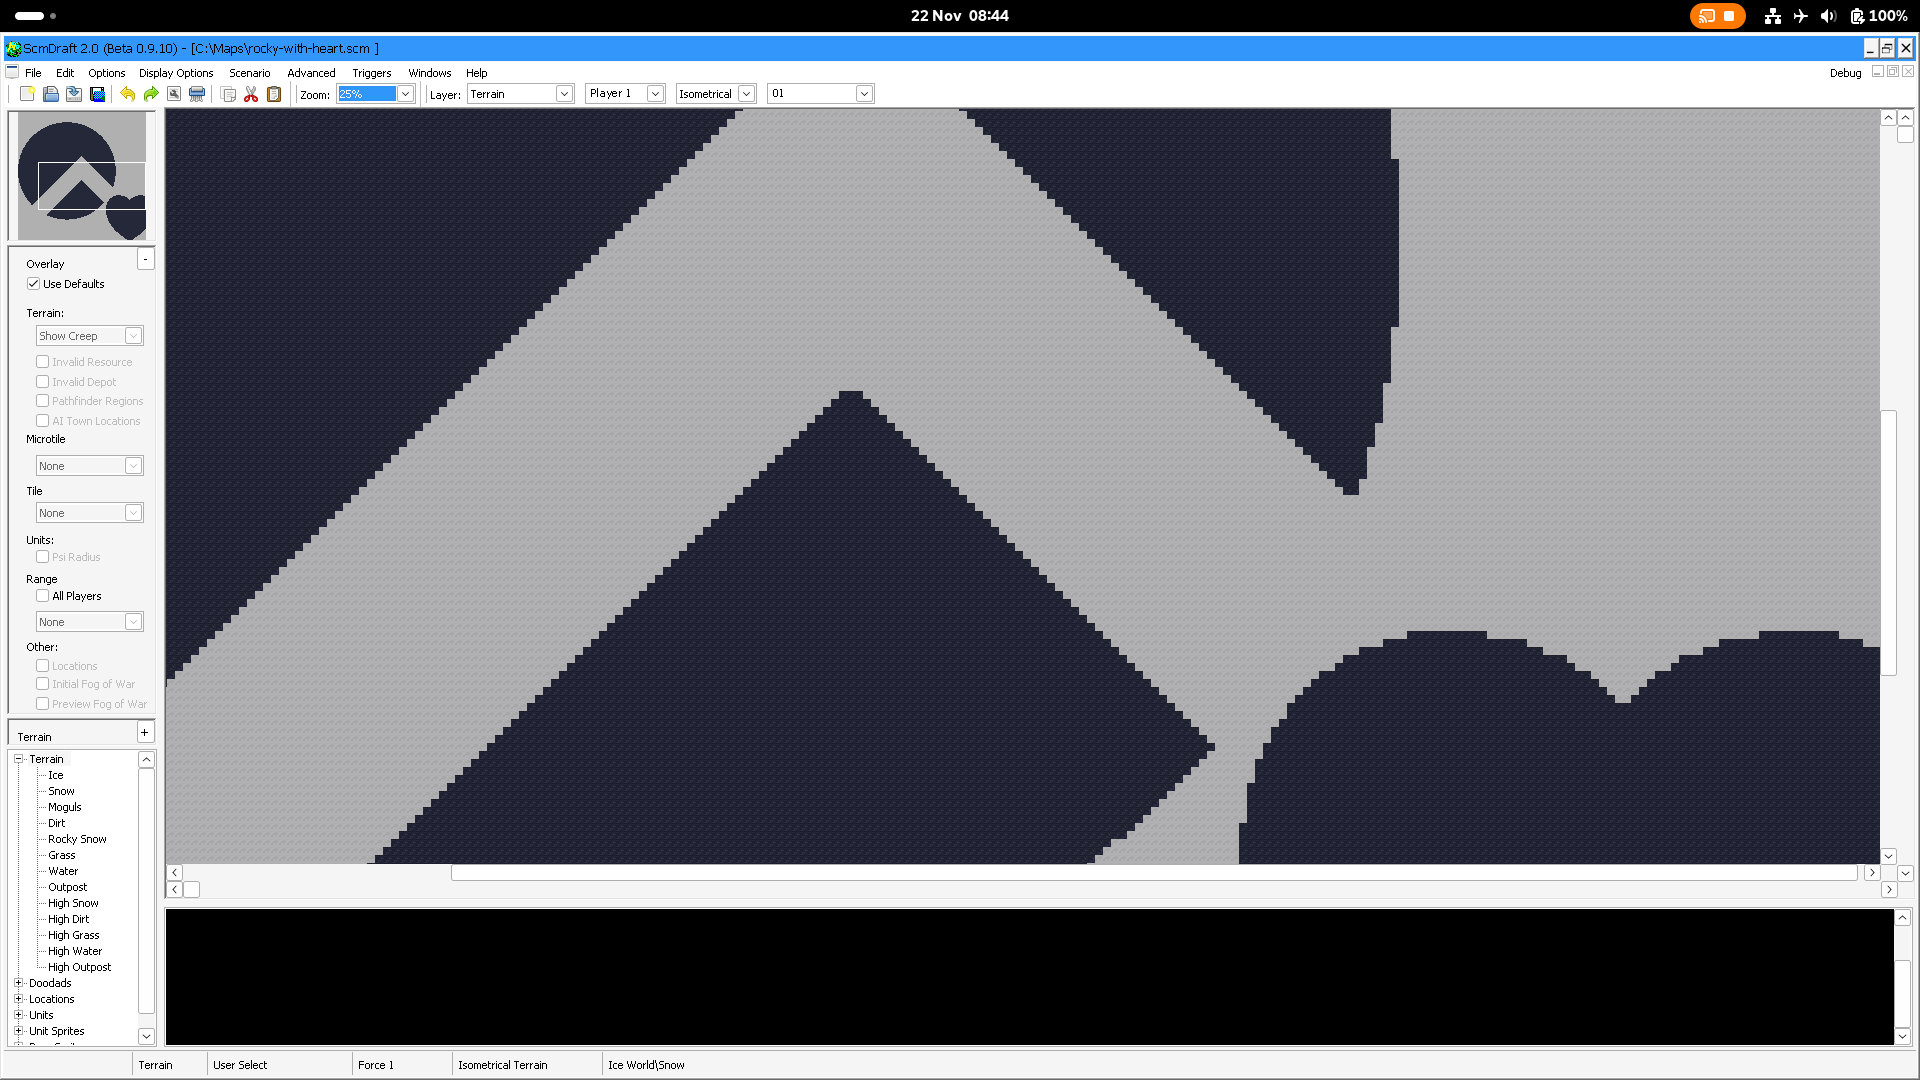 22 Nov 08:44
100%
ScmDraft 2.0 (Beta 0.9.10) - [C:\Maps\rocky-with-heart.scm ]
File Edit Options Display Options Scenario Advanced Triggers Windows Help Debug
Zoom: 25% Layer: Terrain Player 1 Isometrical 01
Overlay
-
Use Defaults
Terrain:
Show Creep
Invalid Resource
Invalid Depot
Pathfinder Regions
AI Town Locations
Microtile
None
Tile
None
Units:
Psi Radius
Range
All Players
None
Other:
Locations
Initial Fog of War
Preview Fog of War
Terrain +
Terrain
Ice
Snow
Moguls
Dirt
Rocky Snow
Grass
Water
Outpost
High Snow
High Dirt
High Grass
High Water
High Outpost
Doodads
Locations
Units
Unit Sprites
Terrain User Select Force 1 Isometrical Terrain Ice World\Snow